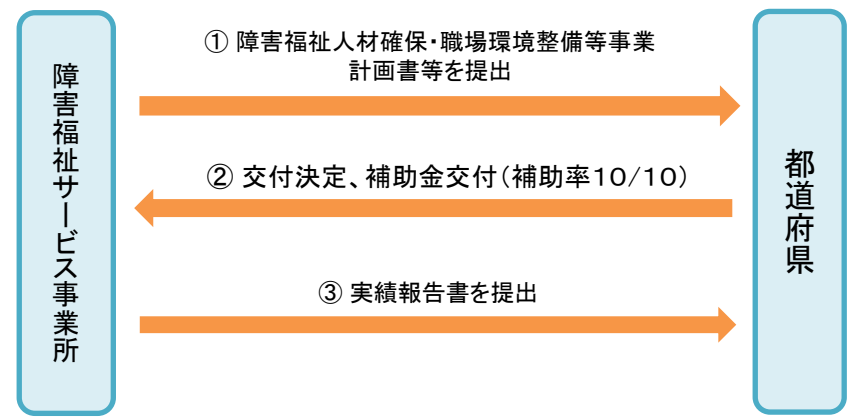 障害福祉サービス事業所
① 障害福祉人材確保・職場環境整備等事業
計画書等を提出
② 交付決定、補助金交付(補助率10/10)
③ 実績報告書を提出
都道府県